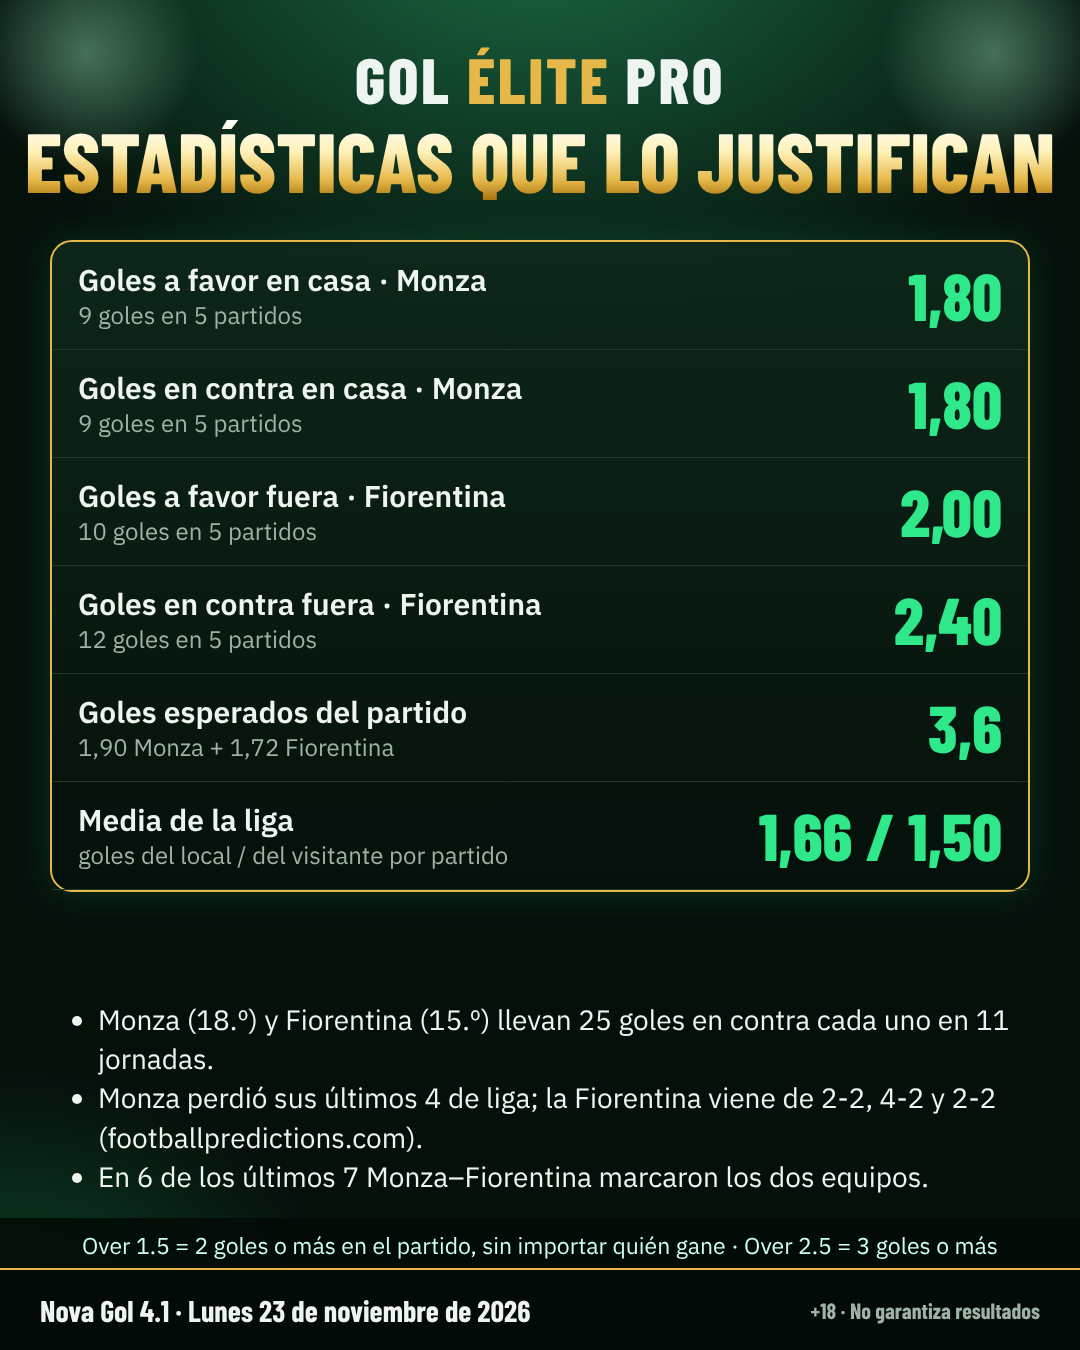 GOL ÉLITE PRO
ESTADÍSTICAS QUE LO JUSTIFICAN
Goles a favor en casa · Monza
9 goles en 5 partidos
1,80
Goles en contra en casa · Monza
9 goles en 5 partidos
1,80
Goles a favor fuera · Fiorentina
10 goles en 5 partidos
2,00
Goles en contra fuera · Fiorentina
12 goles en 5 partidos
2,40
Goles esperados del partido
1,90 Monza + 1,72 Fiorentina
3,6
Media de la liga
goles del local / del visitante por partido
1,66 / 1,50
• Monza (18.º) y Fiorentina (15.º) llevan 25 goles en contra cada uno en 11
jornadas.
• Monza perdió sus últimos 4 de liga; la Fiorentina viene de 2-2, 4-2 y 2-2
(footballpredictions.com).
• En 6 de los últimos 7 Monza–Fiorentina marcaron los dos equipos.
Over 1.5 = 2 goles o más en el partido, sin importar quién gane · Over 2.5 = 3 goles o más
Nova Gol 4.1 · Lunes 23 de noviembre de 2026
+18 · No garantiza resultados